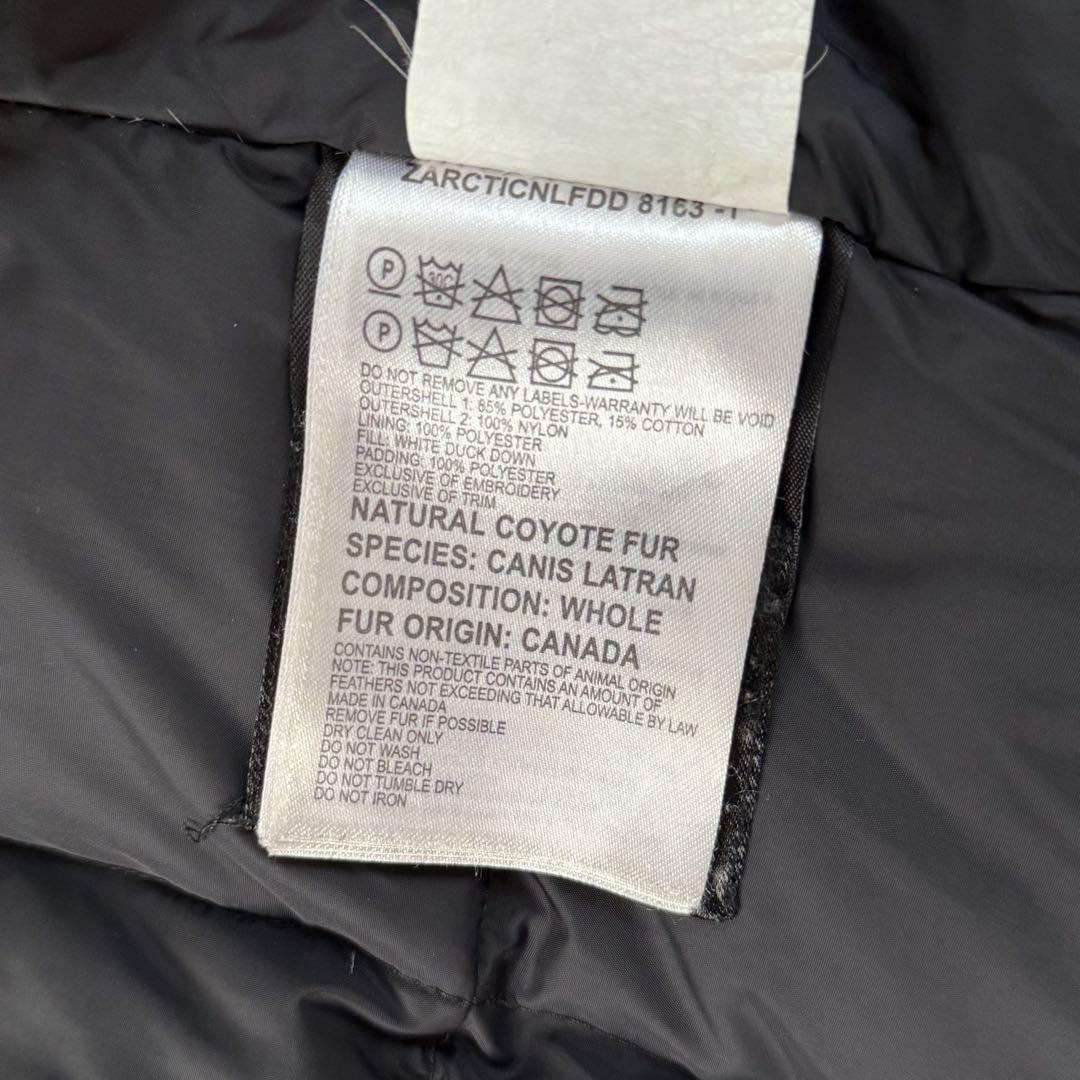 ZARCTICNLFDD 8163 -1
P 30C
P
DO NOT REMOVE ANY LABELS-WARRANTY WILL BE VOID
OUTERSHELL 1: 85% POLYESTER, 15% COTTON
OUTERSHELL 2: 100% NYLON
LINING: 100% POLYESTER
FILL: WHITE DUCK DOWN
PADDING: 100% POLYESTER
EXCLUSIVE OF EMBROIDERY
EXCLUSIVE OF TRIM
NATURAL COYOTE FUR
SPECIES: CANIS LATRAN
COMPOSITION: WHOLE
FUR ORIGIN: CANADA
CONTAINS NON-TEXTILE PARTS OF ANIMAL ORIGIN
NOTE: THIS PRODUCT CONTAINS AN AMOUNT OF
FEATHERS NOT EXCEEDING THAT ALLOWABLE BY LAW
MADE IN CANADA
REMOVE FUR IF POSSIBLE
DRY CLEAN ONLY
DO NOT WASH
DO NOT BLEACH
DO NOT TUMBLE DRY
DO NOT IRON